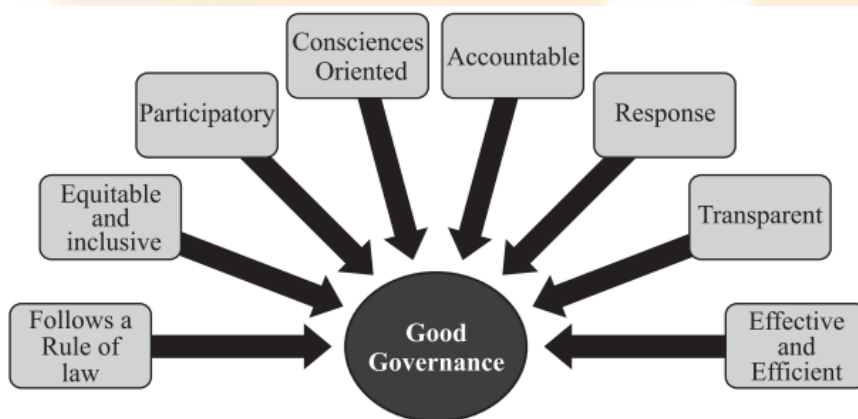 Consciences
Oriented
Accountable
Participatory
Response
Equitable
and
inclusive
Transparent
Follows a
Rule of
law
Good
Governance
Effective
and
Efficient